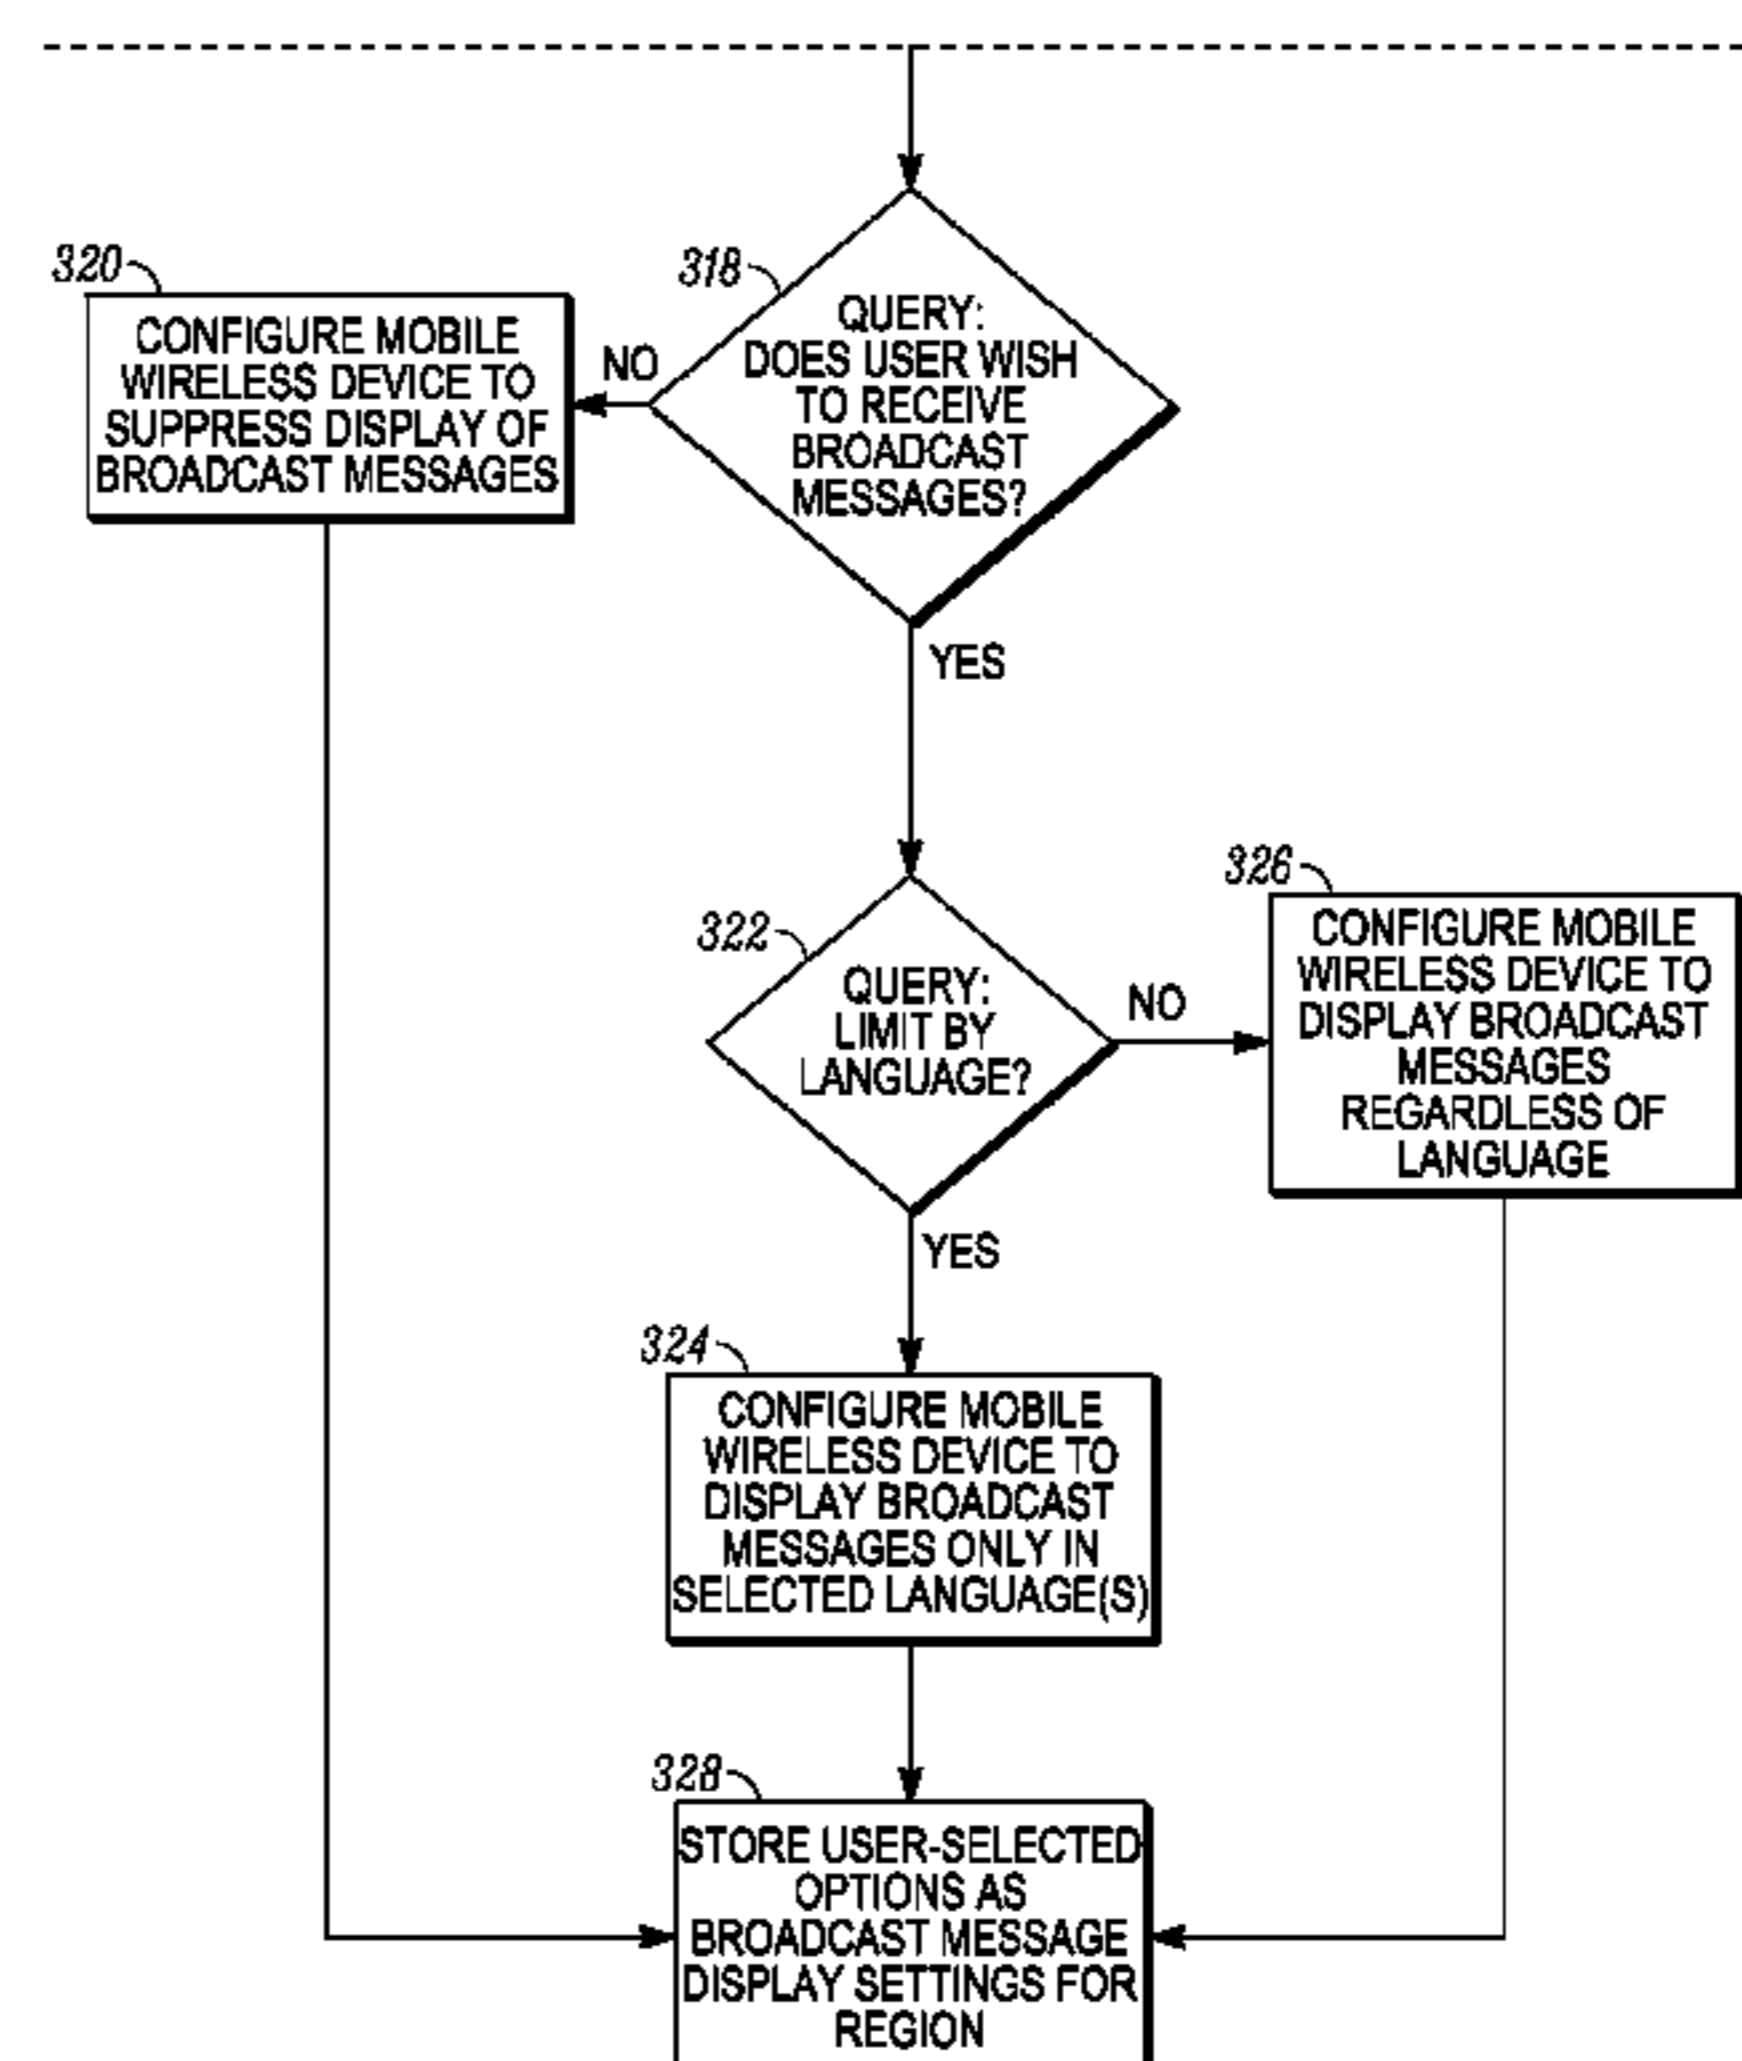 320
CONFIGURE MOBILE
WIRELESS DEVICE TO
SUPPRESS DISPLAY OF
BROADCAST MESSAGES
NO
318
QUERY:
DOES USER WISH
TO RECEIVE
BROADCAST
MESSAGES?
YES
322
QUERY:
LIMIT BY
LANGUAGE?
NO
326
CONFIGURE MOBILE
WIRELESS DEVICE TO
DISPLAY BROADCAST
MESSAGES
REGARDLESS OF
LANGUAGE
YES
324
CONFIGURE MOBILE
WIRELESS DEVICE TO
DISPLAY BROADCAST
MESSAGES ONLY IN
SELECTED LANGUAGE(S)
328
STORE USER-SELECTED
OPTIONS AS
BROADCAST MESSAGE
DISPLAY SETTINGS FOR
REGION